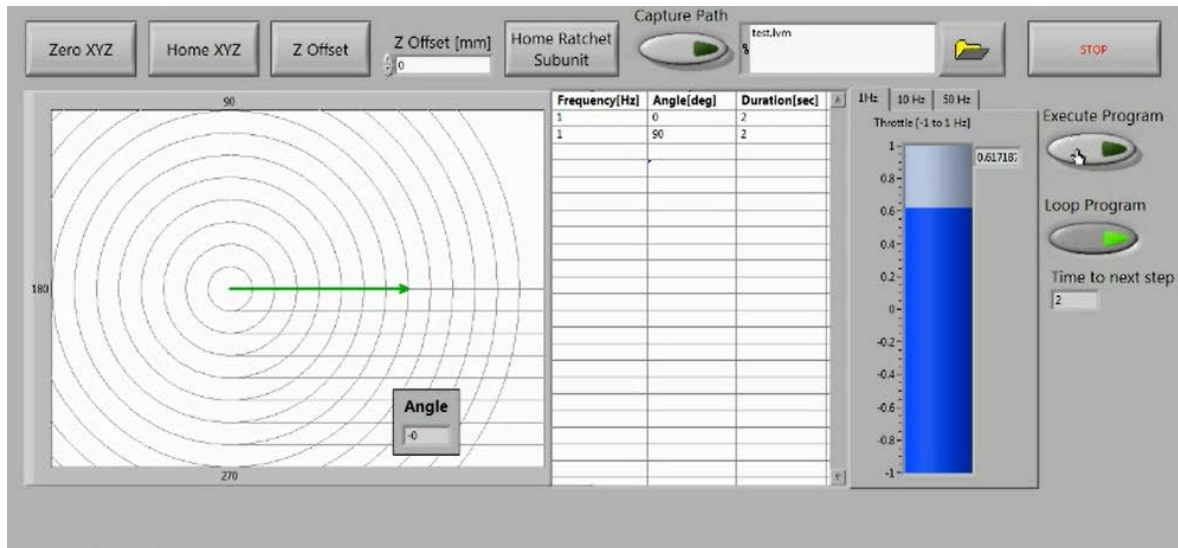 Capture Path
Zero XYZ
Home XYZ
Z Offset
Z Offset [mm]
0
Home Ratchet
Subunit
test.lvm
STOP
90
180
270
Angle
-0
Frequency[Hz] Angle[deg] Duration[sec]
1 0 2
1 90 2
1Hz 10 Hz 50 Hz
Throttle [-1 to 1 Hz]
1
0.8
0.6
0.4
0.2
0
-0.2
-0.4
-0.6
-0.8
-1
0.61718
Execute Program
Loop Program
Time to next step
2